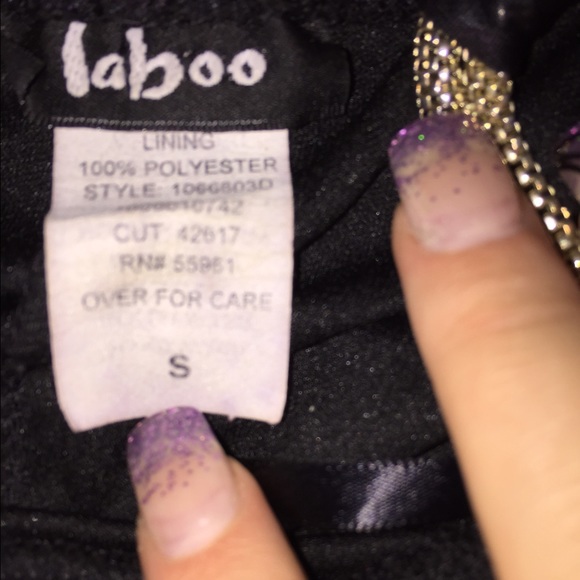 laboo
LINING
100% POLYESTER
STYLE: 1066803D
CUT 42617
RN# 55961
OVER FOR CARE
S